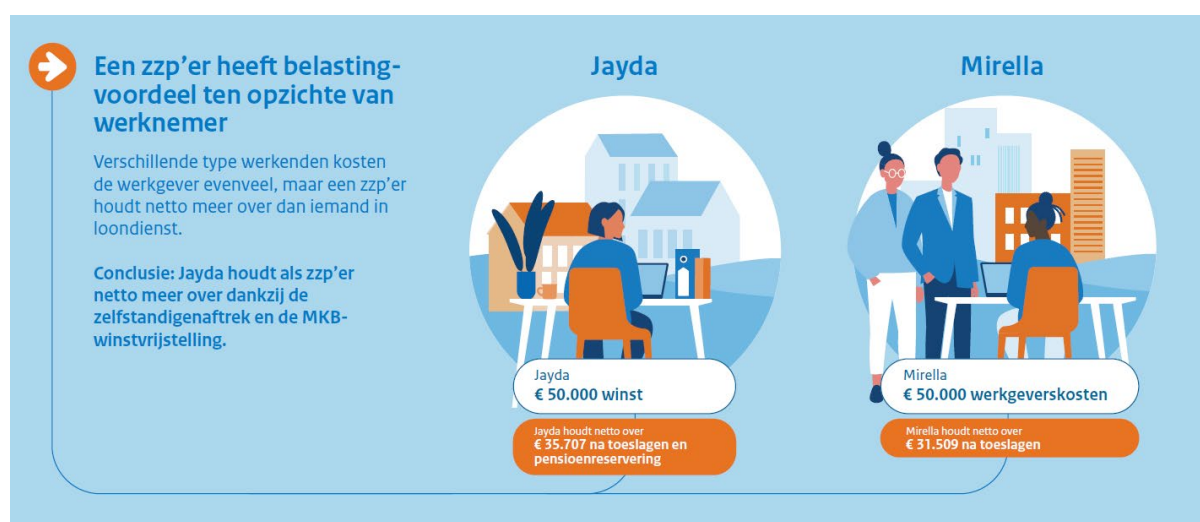 Een zzp'er heeft belasting-
voordeel ten opzichte van
werknemer
Verschillende type werkenden kosten
de werkgever evenveel, maar een zzp'er
houdt netto meer over dan iemand in
loondienst.
Conclusie: Jayda houdt als zzp'er
netto meer over dankzij de
zelfstandigenaftrek en de MKB-
winstvrijstelling.
Jayda
Jayda
€ 50.000 winst
Jayda houdt netto over
€ 35.707 na toeslagen en
pensioenreservering
Mirella
Mirella
€ 50.000 werkgeverskosten
Mirella houdt netto over
€ 31.509 na toeslagen